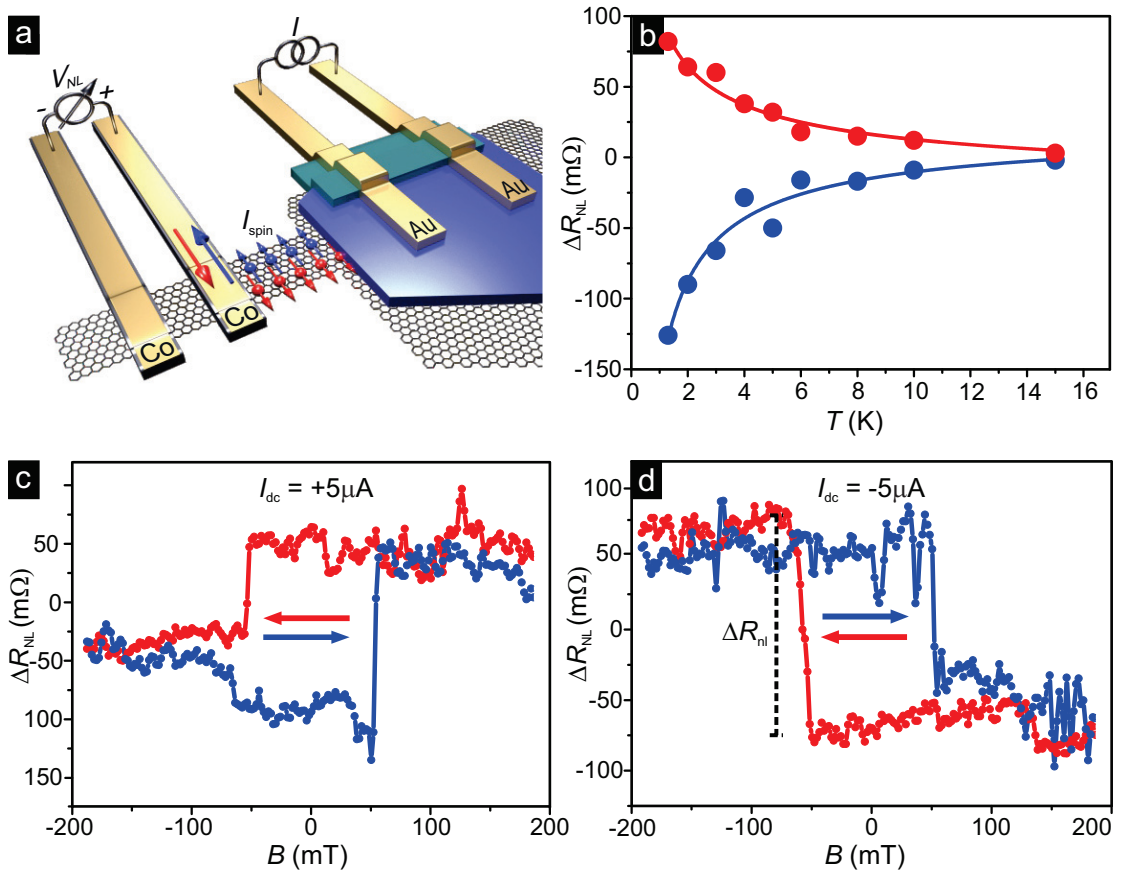 a
I
V_NL
- +
I_spin
Au
Au
Co
Co
b
100
50
0
-50
-100
-150
ΔR_NL (mΩ)
0 2 4 6 8 10 12 14 16
T (K)
c
I_dc = +5μA
100
50
0
-50
100
150
ΔR_NL (mΩ)
-200 -100 0 100 200
B (mT)
d
I_dc = -5μA
100
50
0
-50
-100
ΔR_NL (mΩ)
ΔR_nl
-200 -100 0 100 200
B (mT)